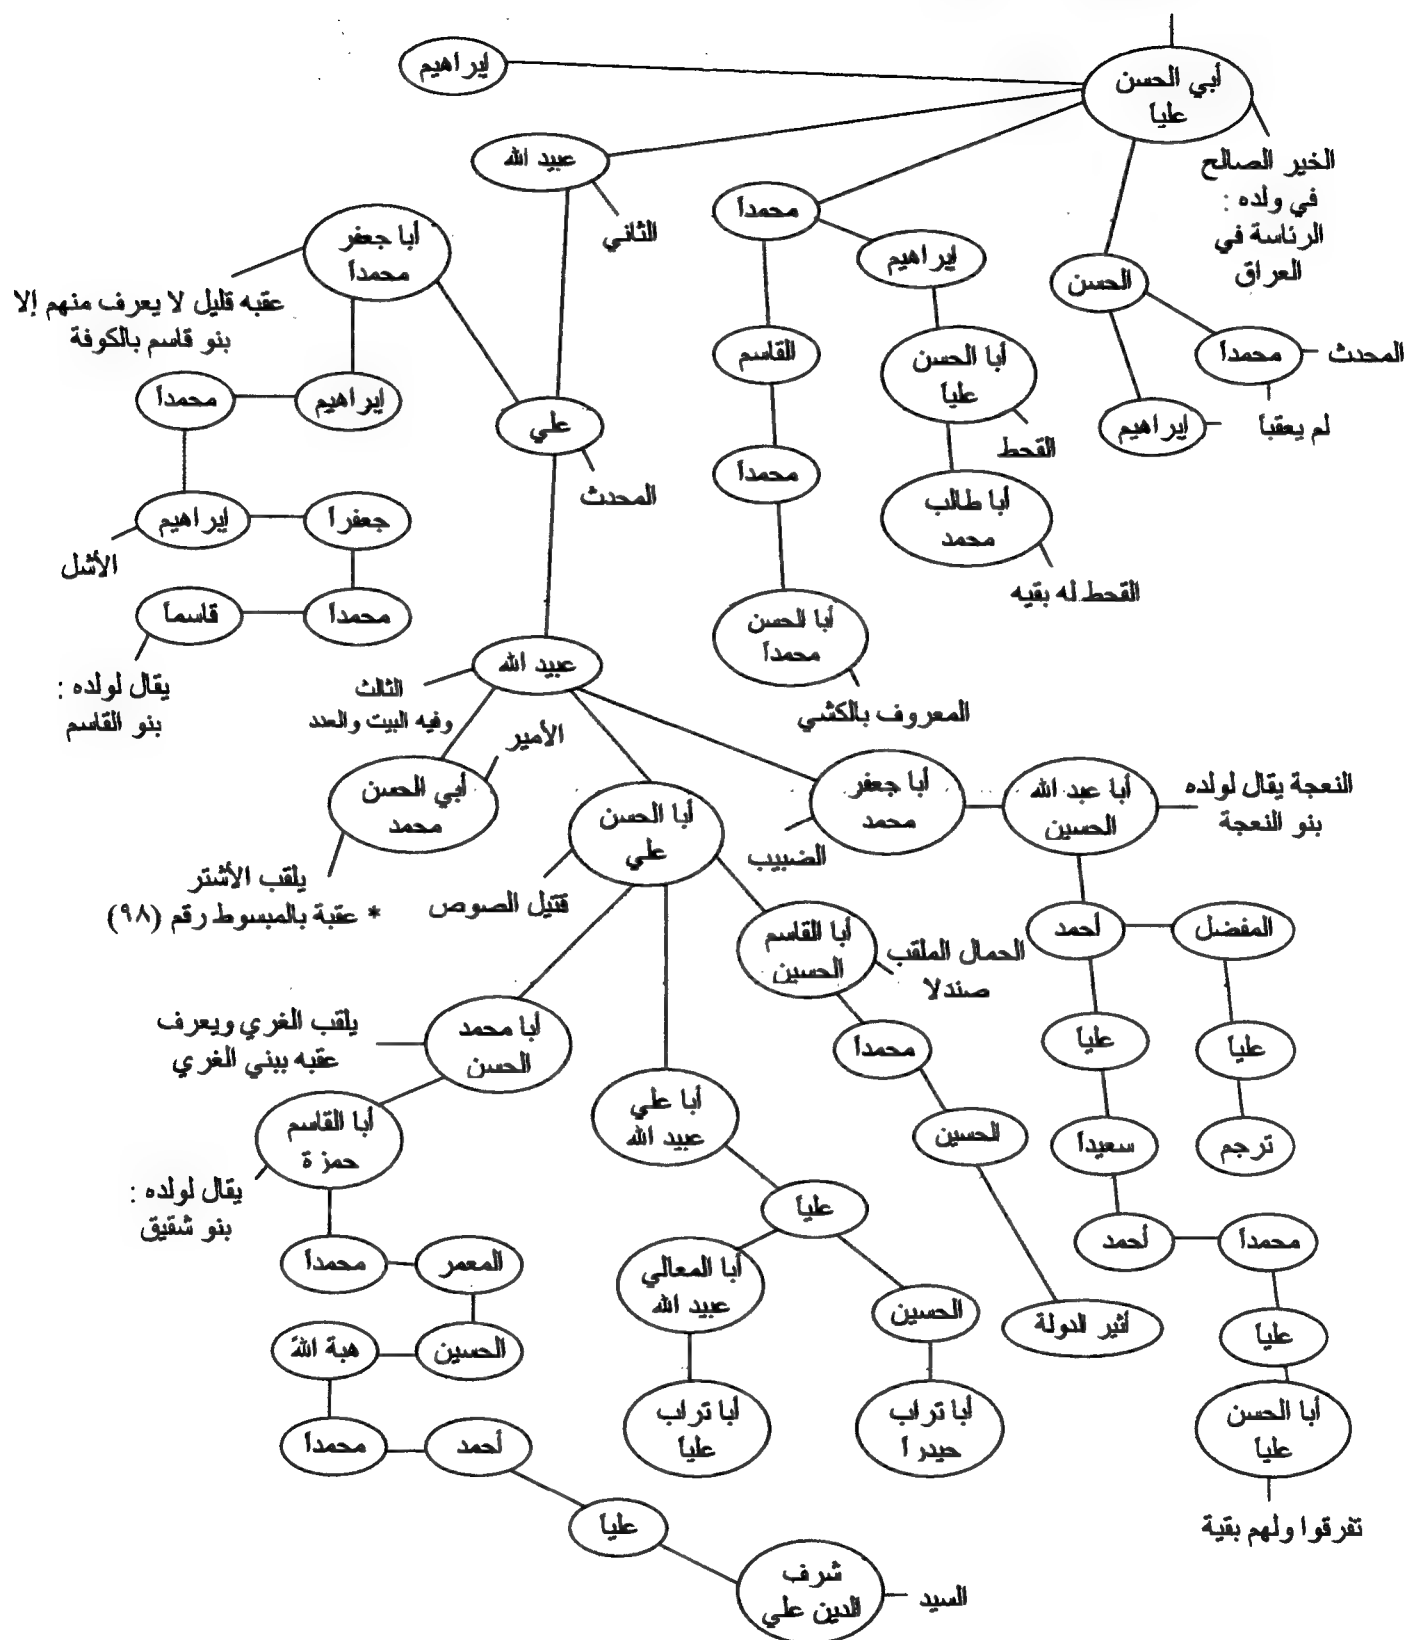 أبي الحسن
عليا
الخير الصالح
في ولده :
الرئاسة في
العراق
الحسن
محمداً
المحدث
إبراهيم
لم يعقبا
محمداً
إبراهيم
أبا الحسن
علياً
القحط
أبا طالب
محمد
القحط له بقيه
القاسم
محمداً
أبا الحسن
محمداً
المعروف بالكشي
إبراهيم
عبيد الله
الثاني
علي
المحدث
أبا جعفر
محمداً
عقبه قليل لا يعرف منهم إلا
بنو قاسم بالكوفة
إبراهيم
محمداً
إبراهيم
الأشل
جعفراً
محمداً
قاسماً
يقال لولده :
بنو القاسم
عبيد الله
الثالث
وفيه البيت والعدد
أبا جعفر
محمد
الضبيب
أبا عبد الله
الحسين
النعجة يقال لولده
بنو النعجة
أحمد
المفضل
علياً
ترجم
علياً
سعيداً
أحمد
محمداً
علياً
أبا الحسن
علياً
تفرقوا ولهم بقية
أبا الحسن
علي
قتيل الصوص
أبا القاسم
الحسين
الحمال الملقب
صندلا
محمداً
الحسين
أثير الدولة
أبا علي
عبيد الله
علياً
الحسين
أبا تراب
حيدراً
أبا المعالي
عبيد الله
أبا تراب
علياً
أبا محمد
الحسن
يلقب الغري ويعرف
عقبه ببني الغري
أبا القاسم
حمزة
يقال لولده :
بنو شقيق
محمداً
المعمر
الحسين
هبة الله
محمداً
أحمد
علياً
شرف
الدين علي
السيد
الأمير
أبي الحسن
محمد
يلقب الأشتر
* عقبة بالمبسوط رقم (٩٨)